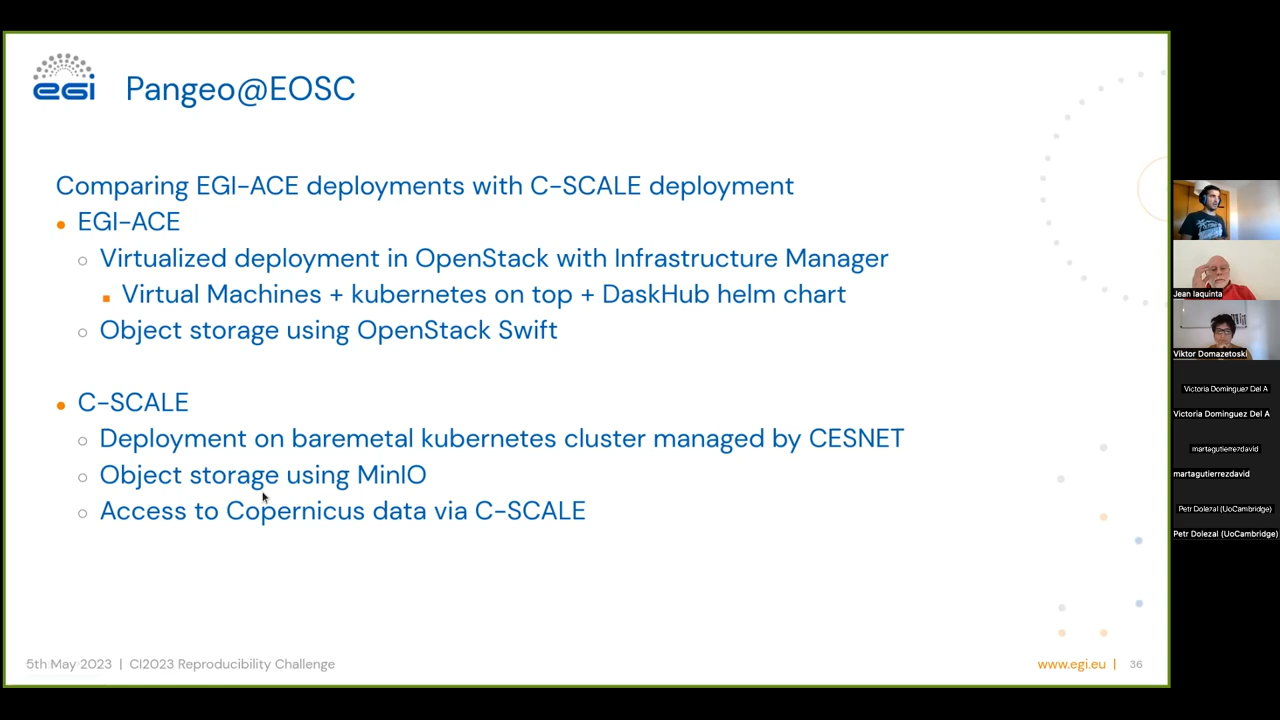 egi
Pangeo@EOSC
Comparing EGI-ACE deployments with C-SCALE deployment
EGI-ACE
Virtualized deployment in OpenStack with Infrastructure Manager
Virtual Machines + kubernetes on top + DaskHub helm chart
Object storage using OpenStack Swift
C-SCALE
Deployment on baremetal kubernetes cluster managed by CESNET
Object storage using MinIO
Access to Copernicus data via C-SCALE
5th May 2023 | CI2023 Reproducibility Challenge
www.egi.eu | 36
Jean Iaquinta
Viktor Domazetoski
Victoria Dominguez Del A
Victoria Dominguez Del A
martagutierrezdavid
martagutierrezdavid
Petr Dolezal (UoCambridge)
Petr Dolezal (UoCambridge)